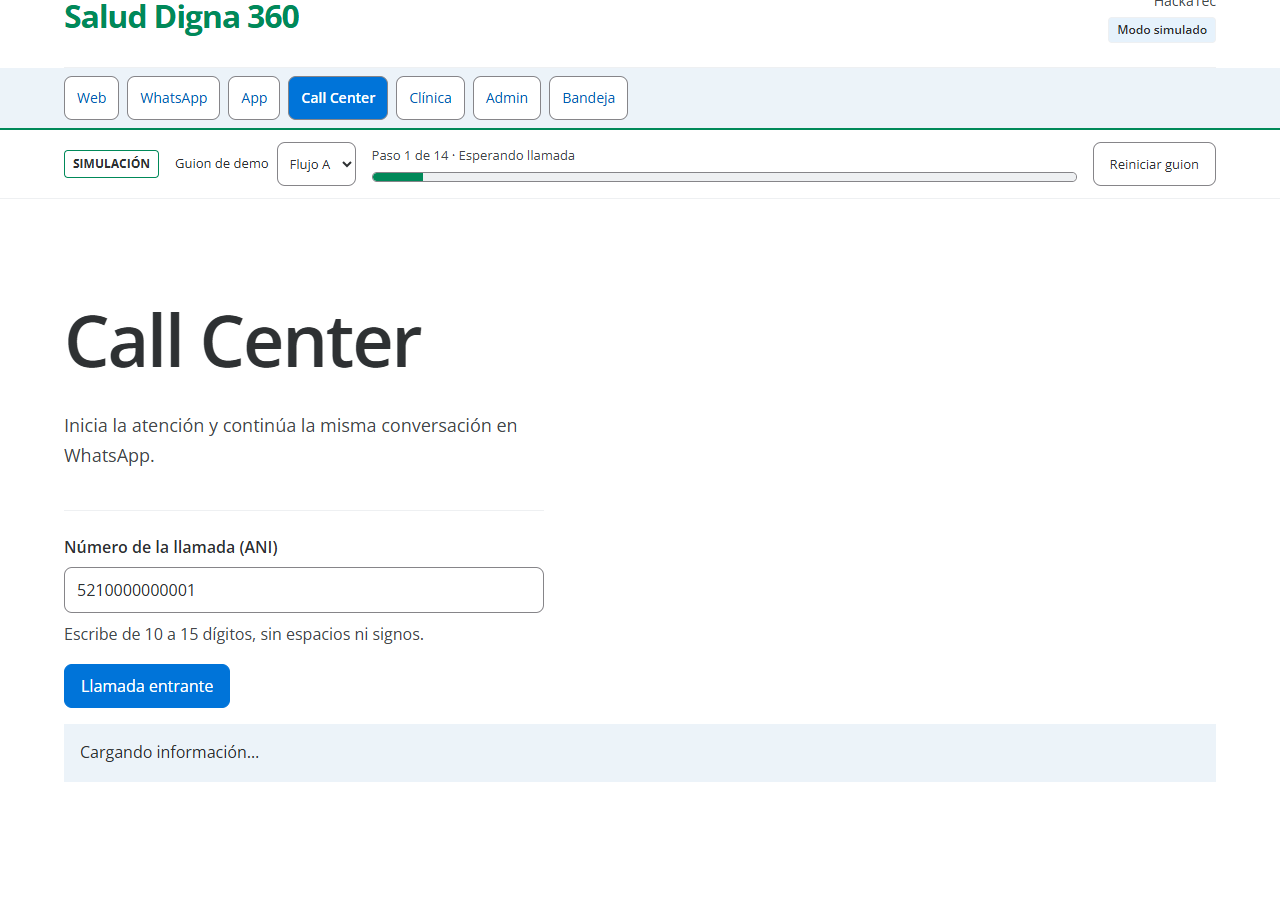 HackaTec
Salud Digna 360
Modo simulado
Web
WhatsApp
App
Call Center
Clínica
Admin
Bandeja
SIMULACIÓN
Guion de demo
Flujo A
Paso 1 de 14 · Esperando llamada
Reiniciar guion
Call Center
Inicia la atención y continúa la misma conversación en
WhatsApp.
Número de la llamada (ANI)
5210000000001
Escribe de 10 a 15 dígitos, sin espacios ni signos.
Llamada entrante
Cargando información...